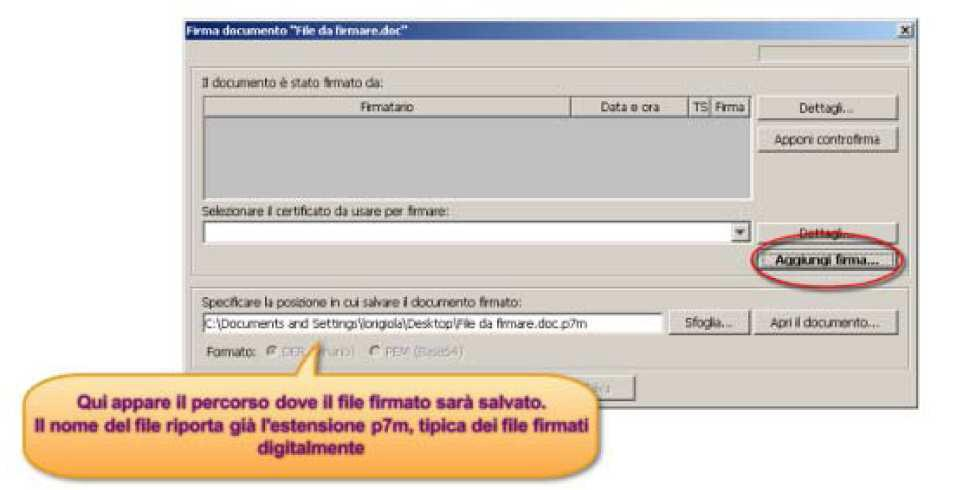 Firma documento "File da firmare.doc"
Il documento è stato firmato da:
Firmatario
Data e ora
TS
Firma
Dettagli...
Apponi controfirma
Selezionare il certificato da usare per firmare:
Dettagli...
Aggiungi firma...
Specificare la posizione in cui salvare il documento firmato:
C:\Documents and Settings\lorigiola\Desktop\File da firmare.doc.p7m
Sfoglia...
Apri il documento...
Formato:
DER
PEM (Base64)
Qui appare il percorso dove il file firmato sarà salvato.
Il nome del file riporta già l'estensione p7m, tipica dei file firmati
digitalmente